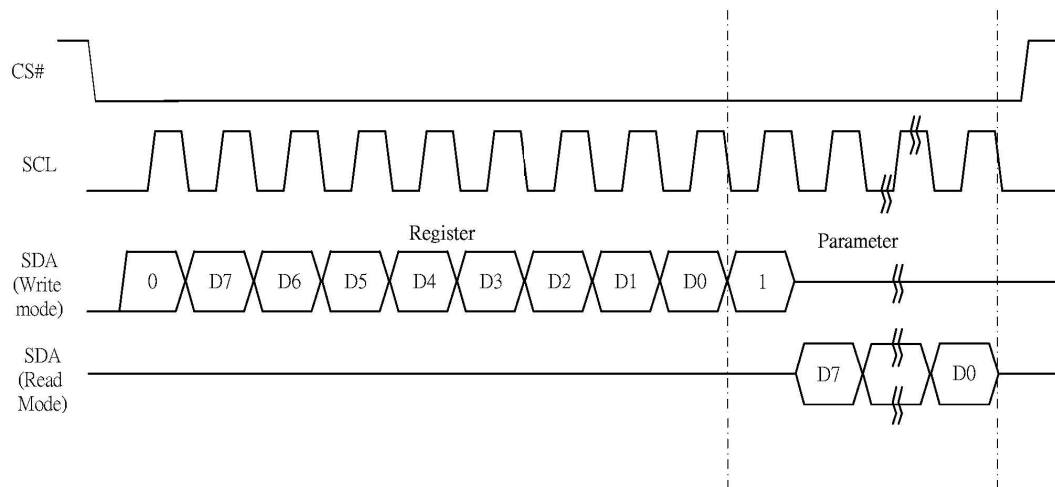 CS#
SCL
Register
Parameter
SDA
(Write
mode)
0 D7 D6 D5 D4 D3 D2 D1 D0 1
SDA
(Read
Mode)
D7 D0